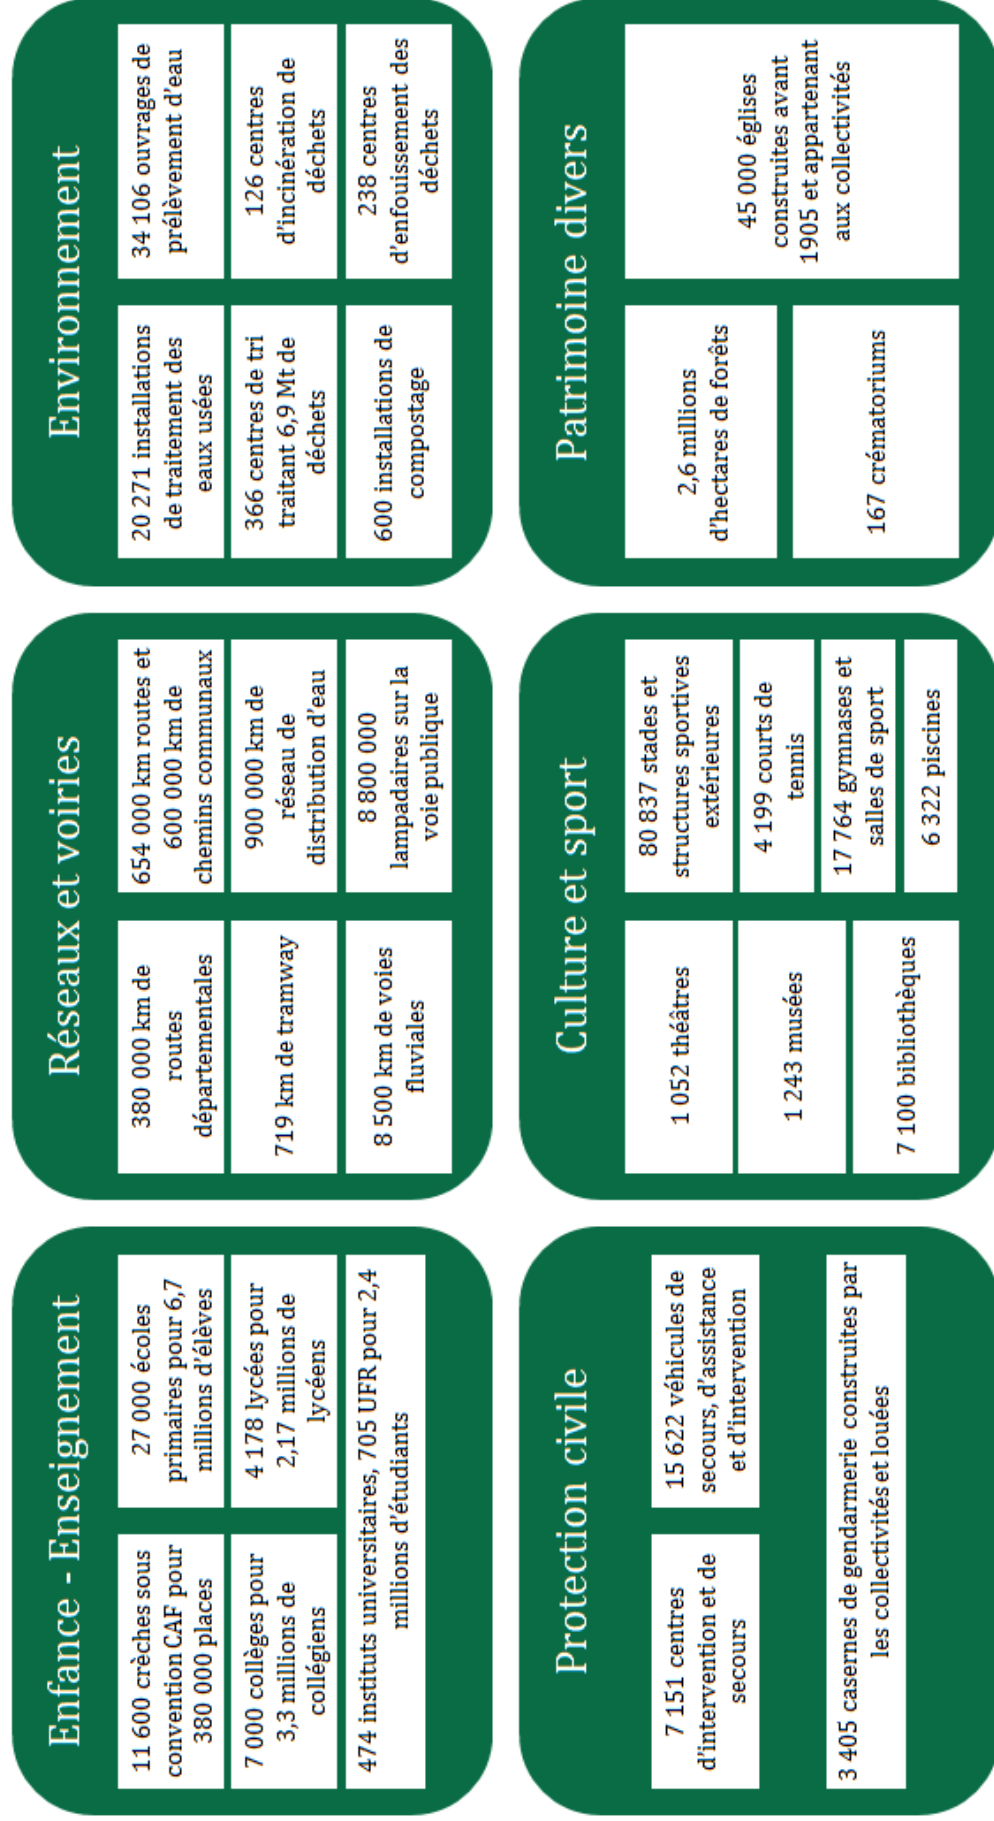 Enfance - Enseignement
11 600 crèches sous
convention CAF pour
380 000 places
27 000 écoles
primaires pour 6,7
millions d'élèves
7 000 collèges pour
3,3 millions de
collégiens
4 178 lycées pour
2,17 millions de
lycéens
474 instituts universitaires, 705 UFR pour 2,4
millions d'étudiants
Réseaux et voiries
380 000 km de
routes
départementales
654 000 km routes et
600 000 km de
chemins communaux
719 km de tramway
900 000 km de
réseau de
distribution d'eau
8 500 km de voies
fluviales
8 800 000
lampadaires sur la
voie publique
Environnement
20 271 installations
de traitement des
eaux usées
34 106 ouvrages de
prélèvement d'eau
366 centres de tri
traitant 6,9 Mt de
déchets
126 centres
d'incinération de
déchets
600 installations de
compostage
238 centres
d'enfouissement des
déchets
Protection civile
7 151 centres
d'intervention et de
secours
15 622 véhicules de
secours, d'assistance
et d'intervention
3 405 casernes de gendarmerie construites par
les collectivités et louées
Culture et sport
1 052 théâtres
1 243 musées
7 100 bibliothèques
80 837 stades et
structures sportives
extérieures
4 199 courts de
tennis
17 764 gymnases et
salles de sport
6 322 piscines
Patrimoine divers
2,6 millions
d'hectares de forêts
167 crématoriums
45 000 églises
construites avant
1905 et appartenant
aux collectivités